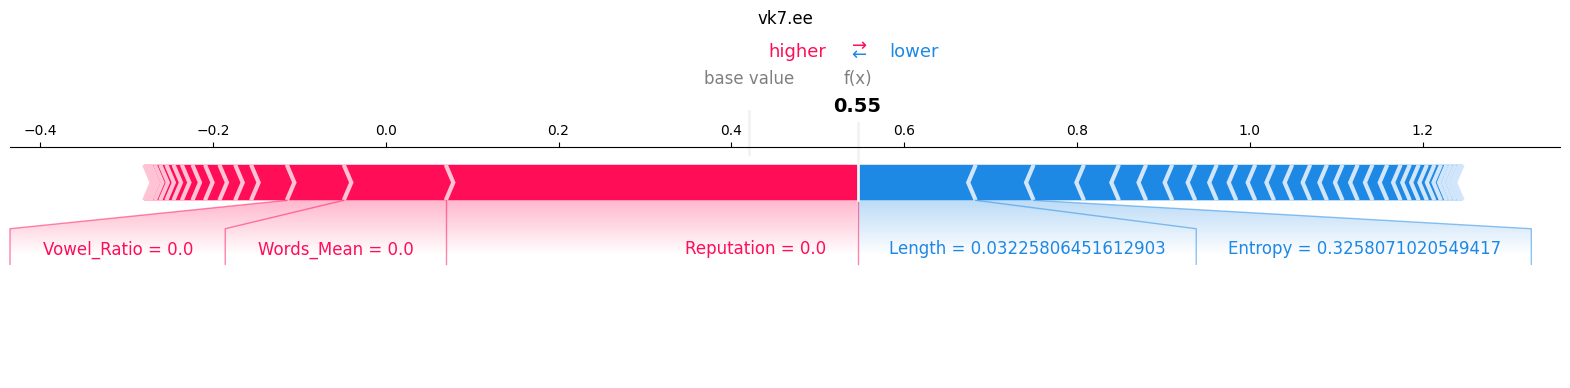 vk7.ee
higher → ← lower
base value f(x)
0.55
−0.4 −0.2 0.0 0.2 0.4 0.6 0.8 1.0 1.2
Vowel_Ratio = 0.0 Words_Mean = 0.0 Reputation = 0.0 Length = 0.03225806451612903 Entropy = 0.3258071020549417